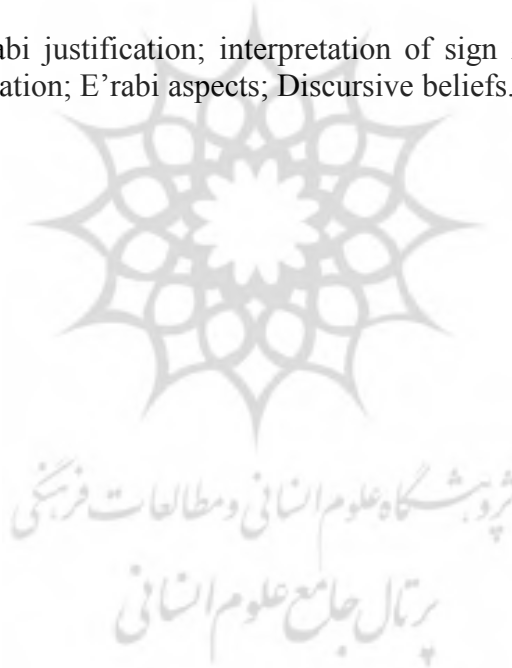 abi justification; interpretation of sign
ation; E'rabi aspects; Discursive beliefs.
پژوهشگاه علوم انسانی و مطالعات فرهنگی
پرتال جامع علوم انسانی